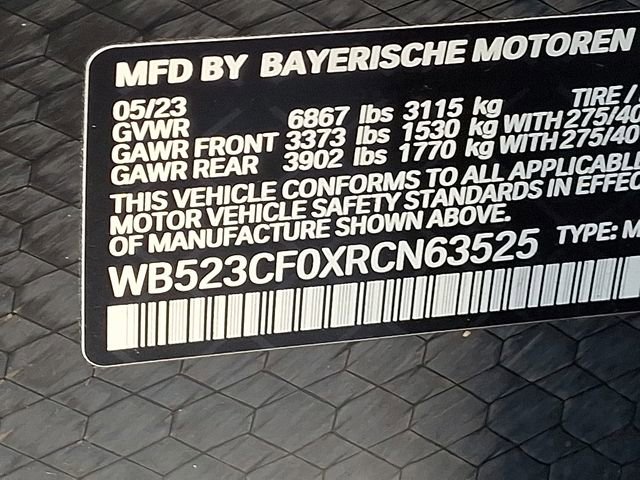 MFD BY BAYERISCHE MOTOREN
05/23 TIRE /
GVWR 6867 lbs 3115 kg
GAWR FRONT 3373 lbs 1530 kg WITH 275/40
GAWR REAR 3902 lbs 1770 kg WITH 275/40
THIS VEHICLE CONFORMS TO ALL APPLICABLE
MOTOR VEHICLE SAFETY STANDARDS IN EFFEC
OF MANUFACTURE SHOWN ABOVE.
WB523CF0XRCN63525 TYPE: M